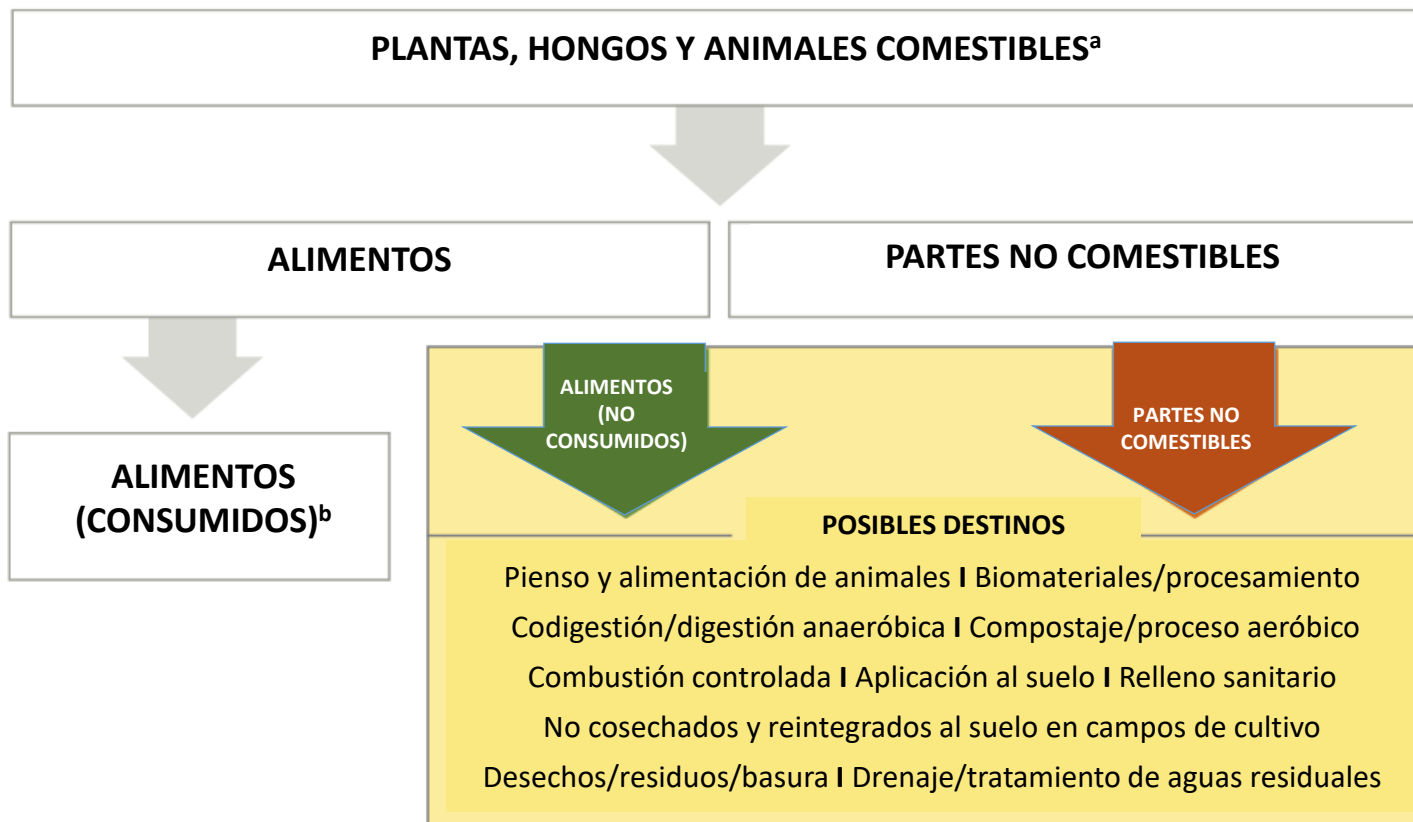 PLANTAS, HONGOS Y ANIMALES COMESTIBLESᵃ
ALIMENTOS
PARTES NO COMESTIBLES
ALIMENTOS
(CONSUMIDOS)ᵇ
ALIMENTOS
(NO
CONSUMIDOS)
PARTES NO
COMESTIBLES
POSIBLES DESTINOS
Pienso y alimentación de animales I Biomateriales/procesamiento
Codigestión/digestión anaeróbica I Compostaje/proceso aeróbico
Combustión controlada I Aplicación al suelo I Relleno sanitario
No cosechados y reintegrados al suelo en campos de cultivo
Desechos/residuos/basura I Drenaje/tratamiento de aguas residuales